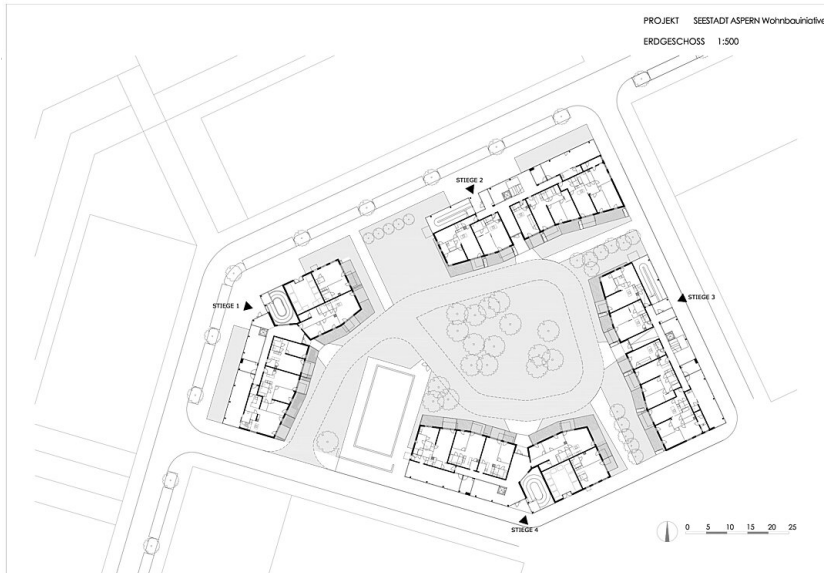 PROJEKT SEESTADT ASPERN Wohnbauiniative
ERDGESCHOSS 1:500
STIEGE 2
STIEGE 1
STIEGE 3
STIEGE 4
0 5 10 15 20 25